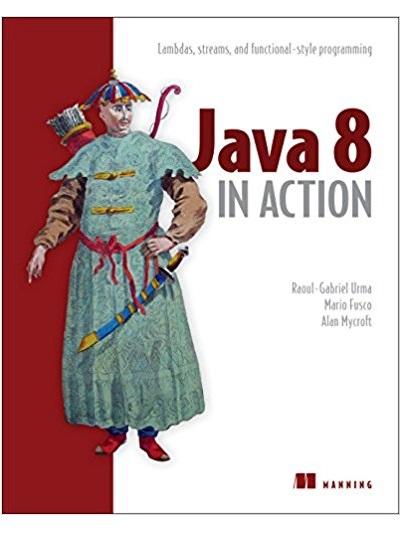 Lambdas, streams, and functional-style programming
Java 8
IN ACTION
Raoul-Gabriel Urma
Mario Fusco
Alan Mycroft
MANNING